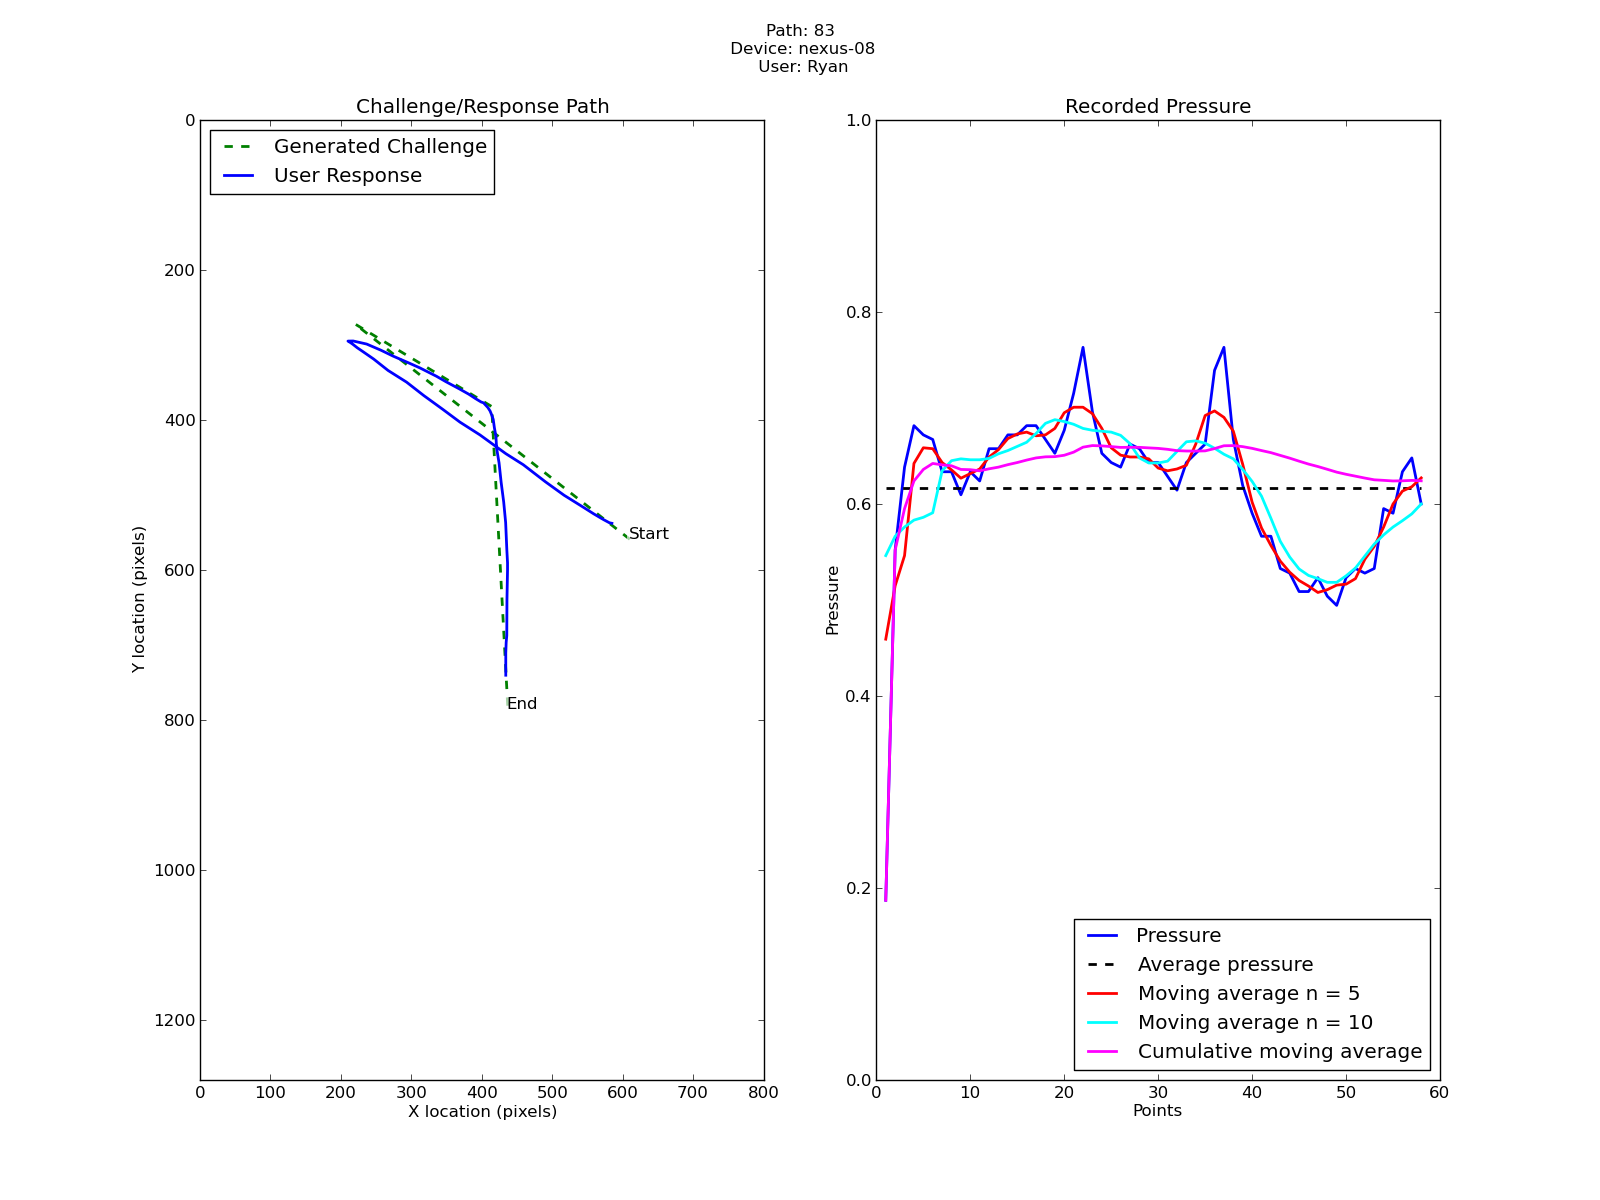 Path: 83
Device: nexus-08
User: Ryan
Challenge/Response Path
Generated Challenge
User Response
0
200
400
600
800
1000
1200
Y location (pixels)
Start
End
0 100 200 300 400 500 600 700 800
X location (pixels)
Recorded Pressure
1.0
0.8
0.6
0.4
0.2
0.0
Pressure
Pressure
Average pressure
Moving average n = 5
Moving average n = 10
Cumulative moving average
0 10 20 30 40 50 60
Points